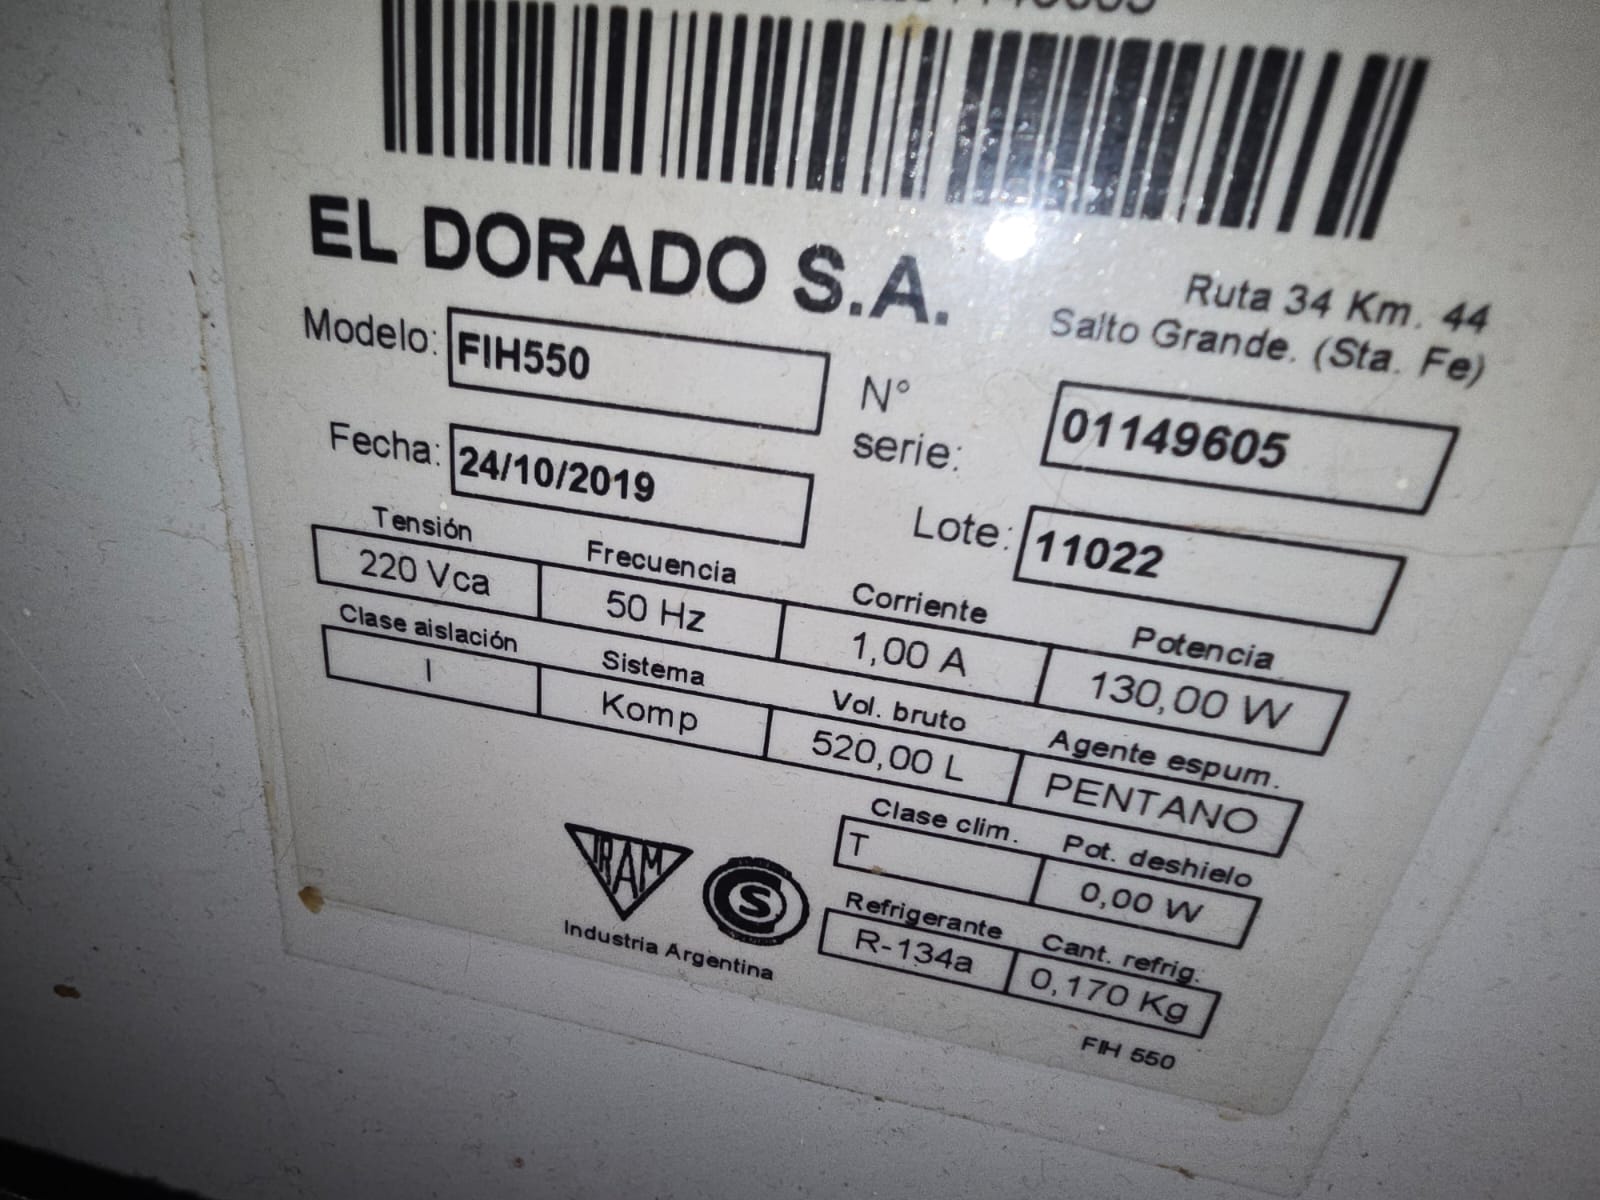 EL DORADO S.A.
Ruta 34 Km. 44
Salto Grande. (Sta. Fe)
Modelo: FIH550
N° serie: 01149605
Fecha: 24/10/2019
Lote: 11022
Tensión Frecuencia Corriente Potencia
220 Vca 50 Hz 1,00 A 130,00 W
Clase aislación Sistema Vol. bruto Agente espum.
I Komp 520,00 L PENTANO
Clase clim. Pot. deshielo
T 0,00 W
Refrigerante Cant. refrig.
R-134a 0,170 Kg
IRAM S
Industria Argentina
FIH 550